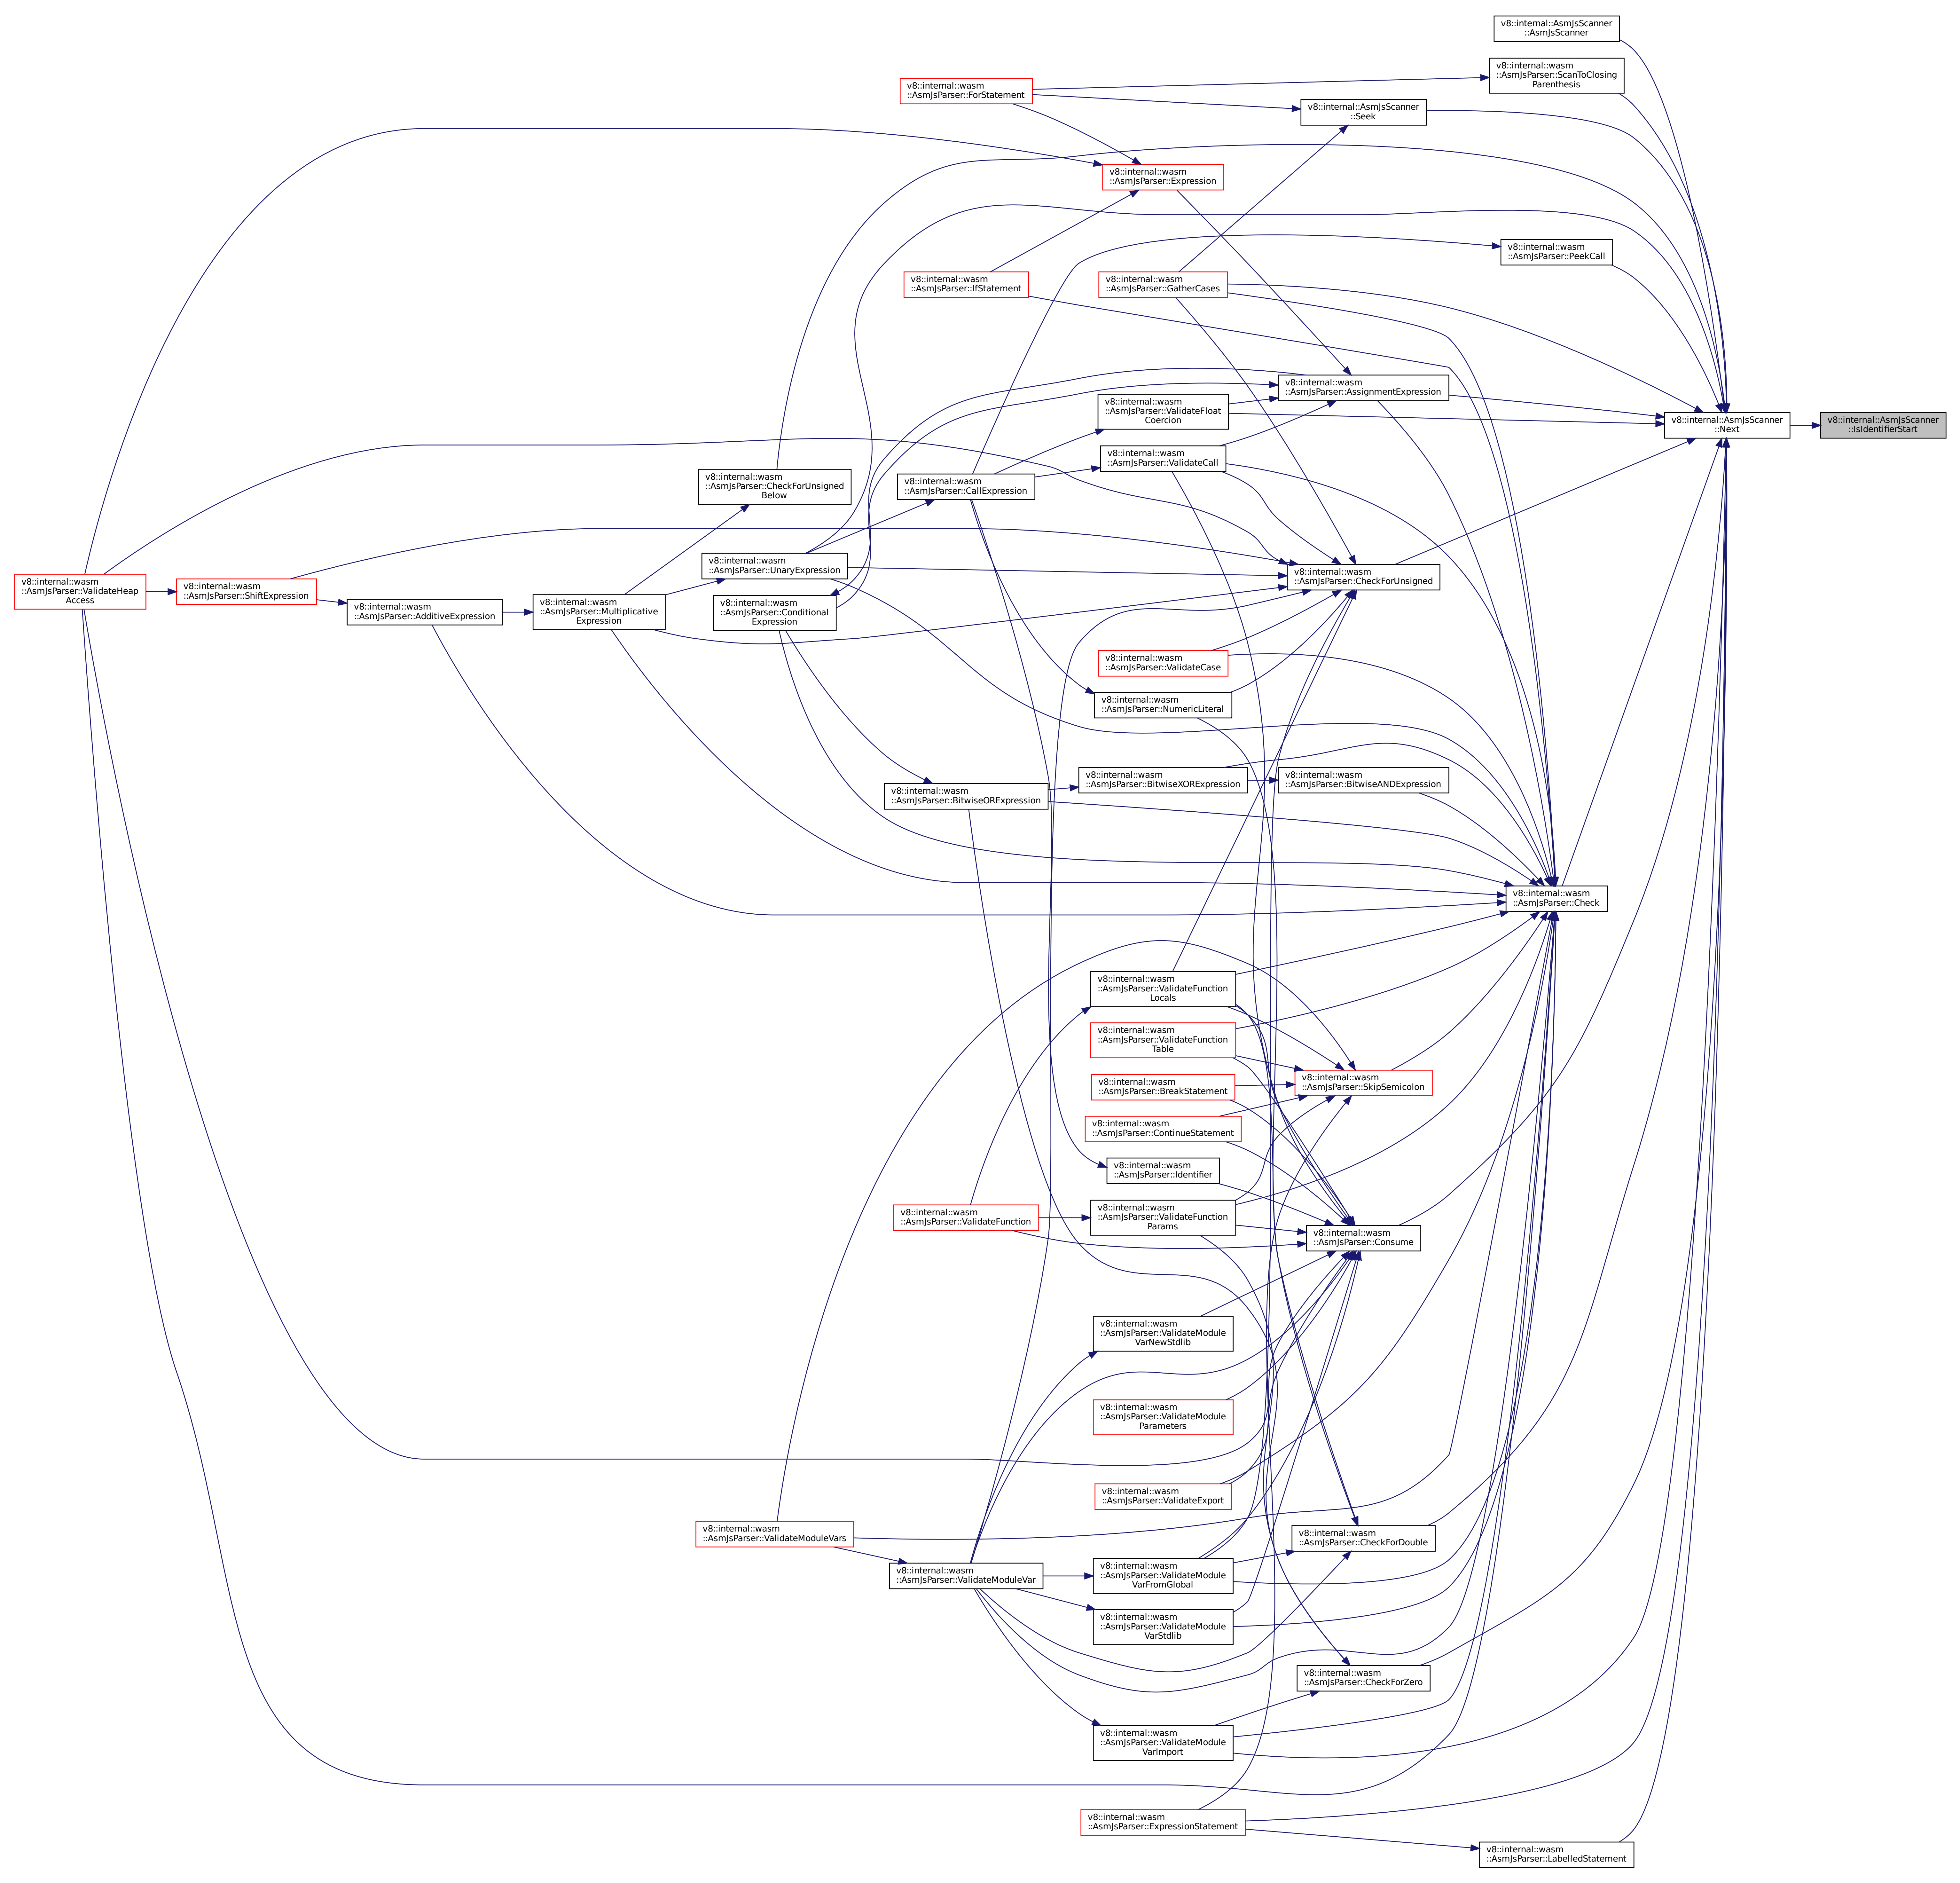 v8::internal::AsmJsScanner
::AsmJsScanner
v8::internal::wasm
::AsmJsParser::ScanToClosing
Parenthesis
v8::internal::wasm
::AsmJsParser::ForStatement
v8::internal::AsmJsScanner
::Seek
v8::internal::wasm
::AsmJsParser::Expression
v8::internal::wasm
::AsmJsParser::PeekCall
v8::internal::wasm
::AsmJsParser::IfStatement
v8::internal::wasm
::AsmJsParser::GatherCases
v8::internal::wasm
::AsmJsParser::AssignmentExpression
v8::internal::wasm
::AsmJsParser::ValidateFloat
Coercion
v8::internal::AsmJsScanner
::Next
v8::internal::AsmJsScanner
::IsIdentifierStart
v8::internal::wasm
::AsmJsParser::ValidateCall
v8::internal::wasm
::AsmJsParser::CheckForUnsigned
Below
v8::internal::wasm
::AsmJsParser::CallExpression
v8::internal::wasm
::AsmJsParser::UnaryExpression
v8::internal::wasm
::AsmJsParser::CheckForUnsigned
v8::internal::wasm
::AsmJsParser::ValidateHeap
Access
v8::internal::wasm
::AsmJsParser::ShiftExpression
v8::internal::wasm
::AsmJsParser::AdditiveExpression
v8::internal::wasm
::AsmJsParser::Multiplicative
Expression
v8::internal::wasm
::AsmJsParser::Conditional
Expression
v8::internal::wasm
::AsmJsParser::ValidateCase
v8::internal::wasm
::AsmJsParser::NumericLiteral
v8::internal::wasm
::AsmJsParser::BitwiseORExpression
v8::internal::wasm
::AsmJsParser::BitwiseXORExpression
v8::internal::wasm
::AsmJsParser::BitwiseANDExpression
v8::internal::wasm
::AsmJsParser::Check
v8::internal::wasm
::AsmJsParser::ValidateFunction
Locals
v8::internal::wasm
::AsmJsParser::ValidateFunction
Table
v8::internal::wasm
::AsmJsParser::SkipSemicolon
v8::internal::wasm
::AsmJsParser::BreakStatement
v8::internal::wasm
::AsmJsParser::ContinueStatement
v8::internal::wasm
::AsmJsParser::Identifier
v8::internal::wasm
::AsmJsParser::ValidateFunction
v8::internal::wasm
::AsmJsParser::ValidateFunction
Params
v8::internal::wasm
::AsmJsParser::Consume
v8::internal::wasm
::AsmJsParser::ValidateModule
VarNewStdlib
v8::internal::wasm
::AsmJsParser::ValidateModule
Parameters
v8::internal::wasm
::AsmJsParser::ValidateExport
v8::internal::wasm
::AsmJsParser::ValidateModuleVars
v8::internal::wasm
::AsmJsParser::CheckForDouble
v8::internal::wasm
::AsmJsParser::ValidateModuleVar
v8::internal::wasm
::AsmJsParser::ValidateModule
VarFromGlobal
v8::internal::wasm
::AsmJsParser::ValidateModule
VarStdlib
v8::internal::wasm
::AsmJsParser::CheckForZero
v8::internal::wasm
::AsmJsParser::ValidateModule
VarImport
v8::internal::wasm
::AsmJsParser::ExpressionStatement
v8::internal::wasm
::AsmJsParser::LabelledStatement